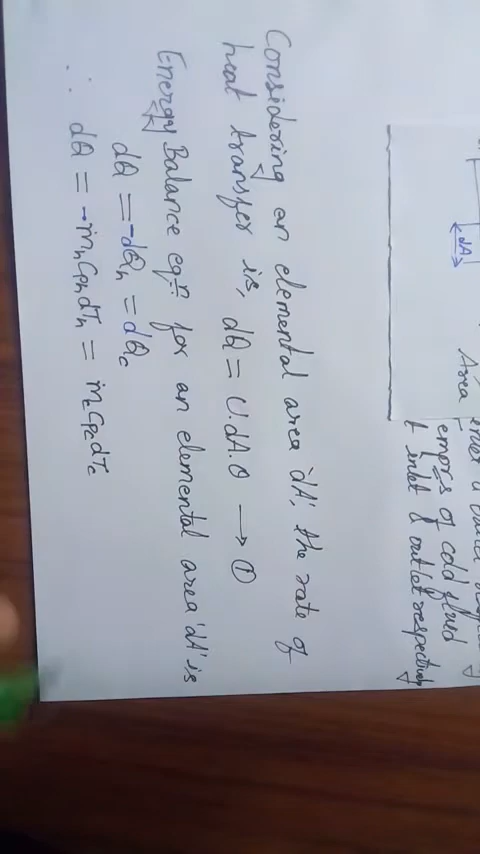 dA
Area
emprs of cold fluid
t inlet & outlet respectively
Considering an elemental area 'dA', the rate of
heat transfer is, dQ = U.dA.θ → ①
Energy Balance eqn. for an elemental area 'dA' is
dQ = -dQh = dQc
∴ dQ = -ṁhCphdTh = ṁcCpcdTc